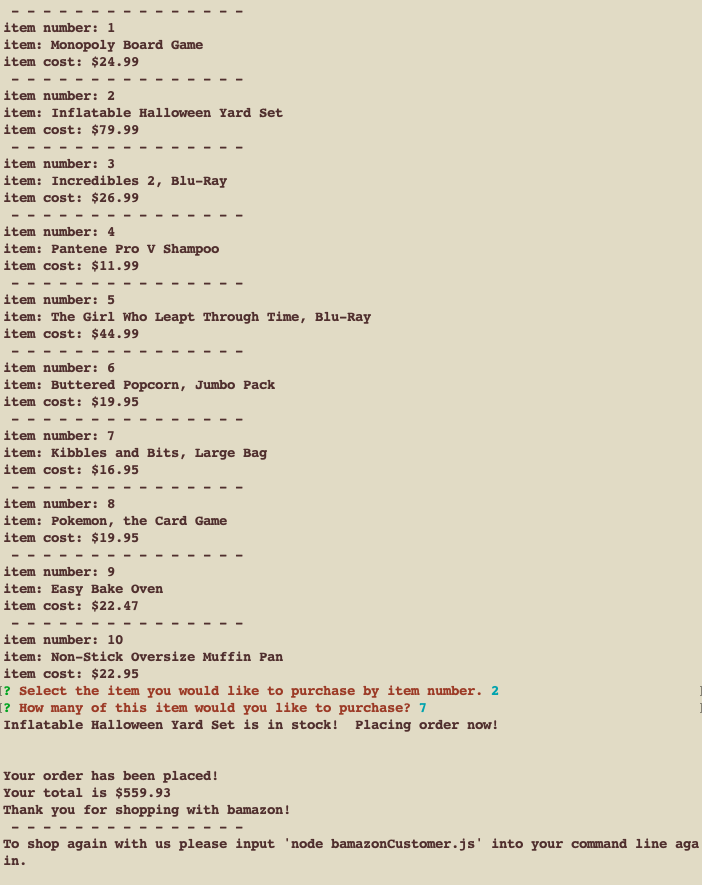 - - - - - - - - - - - - - - -
item number: 1
item: Monopoly Board Game
item cost: $24.99
- - - - - - - - - - - - - - -
item number: 2
item: Inflatable Halloween Yard Set
item cost: $79.99
- - - - - - - - - - - - - - -
item number: 3
item: Incredibles 2, Blu-Ray
item cost: $26.99
- - - - - - - - - - - - - - -
item number: 4
item: Pantene Pro V Shampoo
item cost: $11.99
- - - - - - - - - - - - - - -
item number: 5
item: The Girl Who Leapt Through Time, Blu-Ray
item cost: $44.99
- - - - - - - - - - - - - - -
item number: 6
item: Buttered Popcorn, Jumbo Pack
item cost: $19.95
- - - - - - - - - - - - - - -
item number: 7
item: Kibbles and Bits, Large Bag
item cost: $16.95
- - - - - - - - - - - - - - -
item number: 8
item: Pokemon, the Card Game
item cost: $19.95
- - - - - - - - - - - - - - -
item number: 9
item: Easy Bake Oven
item cost: $22.47
- - - - - - - - - - - - - - -
item number: 10
item: Non-Stick Oversize Muffin Pan
item cost: $22.95
? Select the item you would like to purchase by item number. 2
? How many of this item would you like to purchase? 7
Inflatable Halloween Yard Set is in stock!  Placing order now!
Your order has been placed!
Your total is $559.93
Thank you for shopping with bamazon!
- - - - - - - - - - - - - - -
To shop again with us please input 'node bamazonCustomer.js' into your command line aga
in.